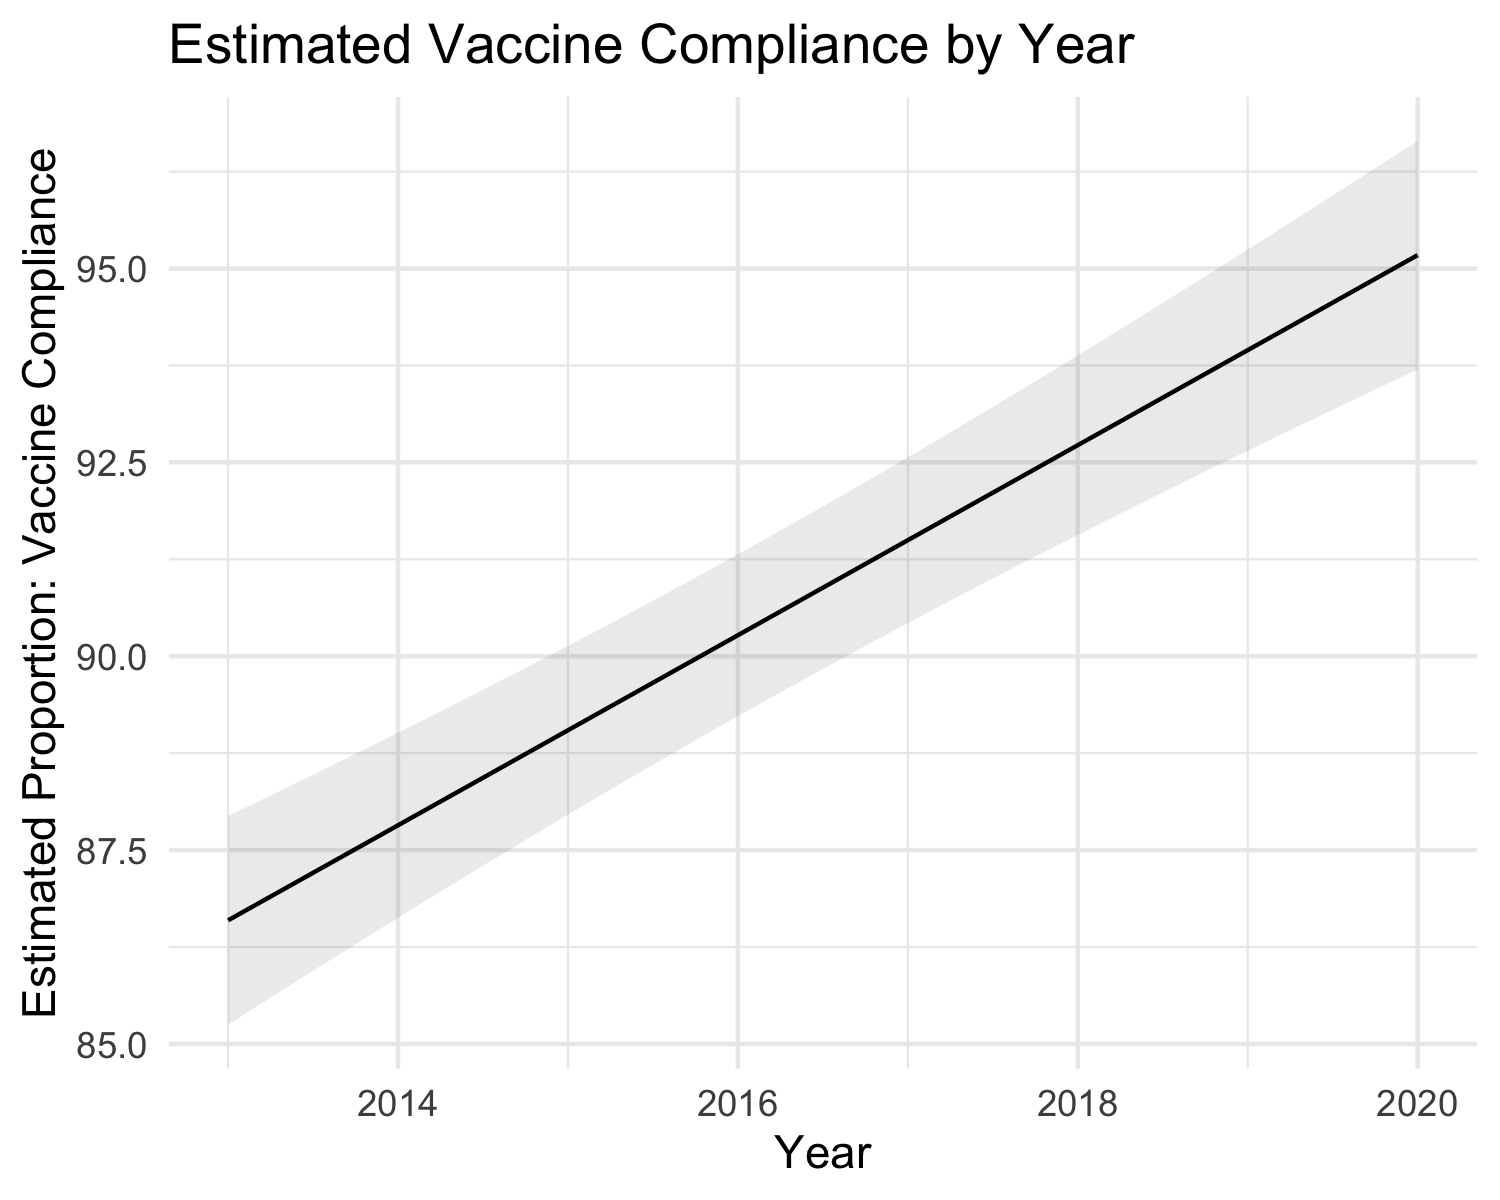 Estimated Vaccine Compliance by Year
Estimated Proportion: Vaccine Compliance
95.0
92.5
90.0
87.5
85.0
2014 2016 2018 2020
Year